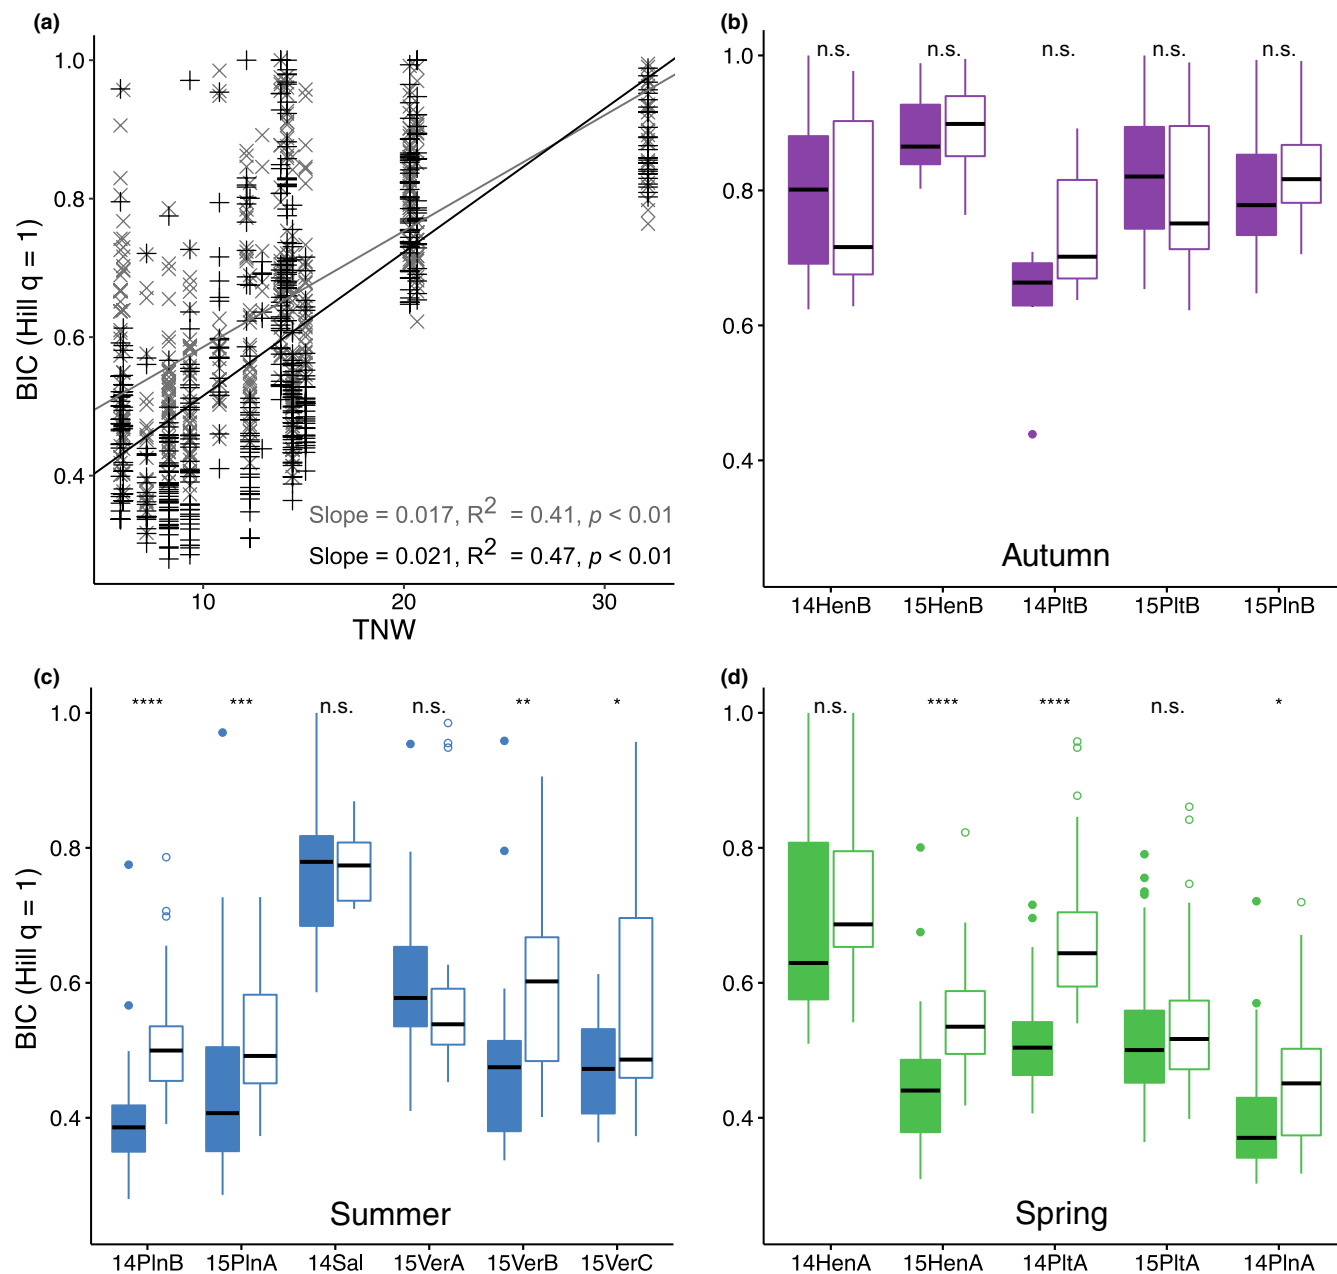 (a)
1.0
0.8
0.6
0.4
BIC (Hill q = 1)
Slope = 0.017, R² = 0.41, p < 0.01
Slope = 0.021, R² = 0.47, p < 0.01
10 20 30
TNW
(b)
n.s. n.s. n.s. n.s. n.s.
1.0
0.8
0.6
0.4
Autumn
14HenB 15HenB 14PltB 15PltB 15PlnB
(c)
**** *** n.s. n.s. ** *
1.0
0.8
0.6
0.4
BIC (Hill q = 1)
Summer
14PlnB 15PlnA 14Sal 15VerA 15VerB 15VerC
(d)
n.s. **** **** n.s. *
1.0
0.8
0.6
0.4
Spring
14HenA 15HenA 14PltA 15PltA 14PlnA